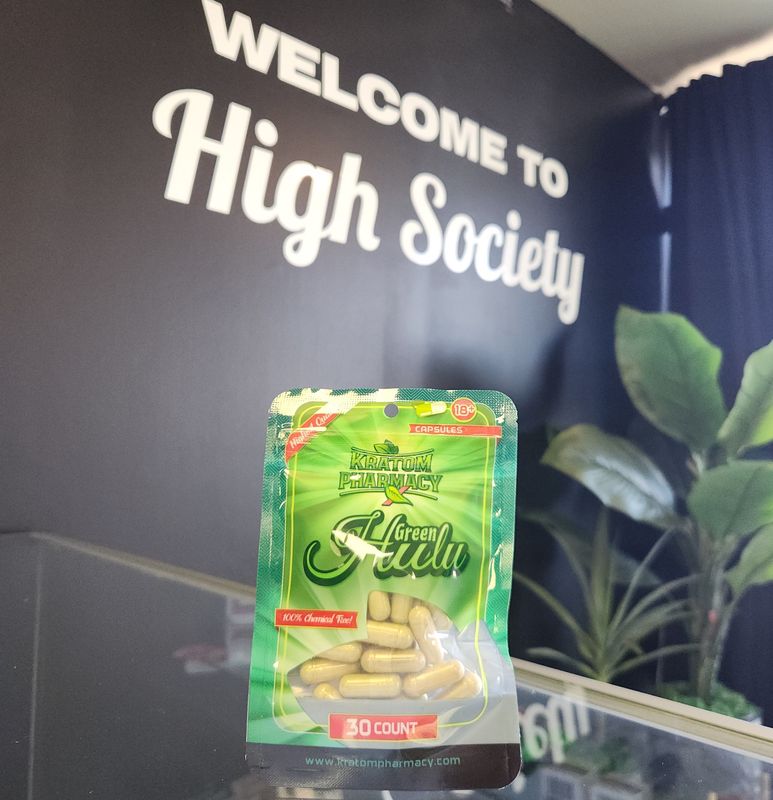 WELCOME TO
High Society
18+
CAPSULES
KRATOM
PHARMACY
Green
Hulu
100% Chemical Free!
30 COUNT
www.kratompharmacy.com